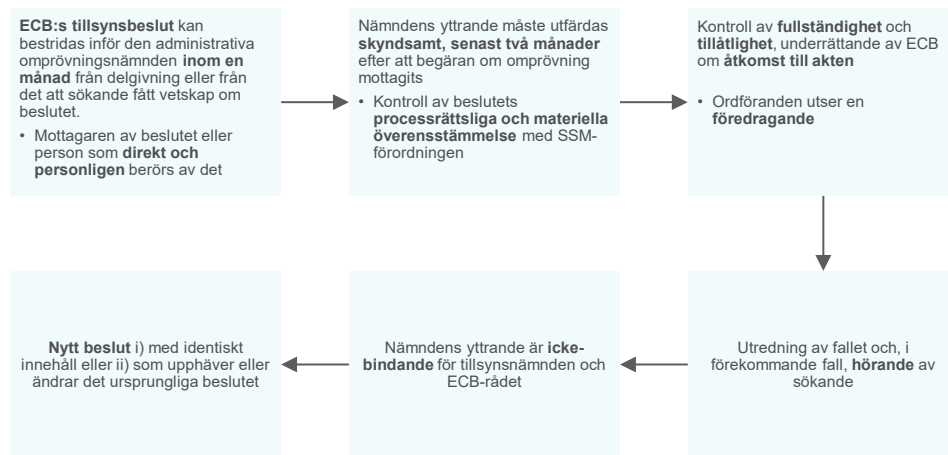 ECB:s tillsynsbeslut kan
bestridas inför den administrativa
omprövningsnämnden inom en
månad från delgivning eller från
det att sökande fått vetskap om
beslutet.
• Mottagaren av beslutet eller
person som direkt och
personligen berörs av det
Nämndens yttrande måste utfärdas
skyndsamt, senast två månader
efter att begäran om omprövning
mottagits
• Kontroll av beslutets
processrättsliga och materiella
överensstämmelse med SSM-
förordningen
Kontroll av fullständighet och
tillåtlighet, underrättande av ECB
om åtkomst till akten
• Ordföranden utser en
föredragande
Utredning av fallet och, i
förekommande fall, hörande av
sökande
Nämndens yttrande är icke-
bindande för tillsynsnämnden och
ECB-rådet
Nytt beslut i) med identiskt
innehåll eller ii) som upphäver eller
ändrar det ursprungliga beslutet